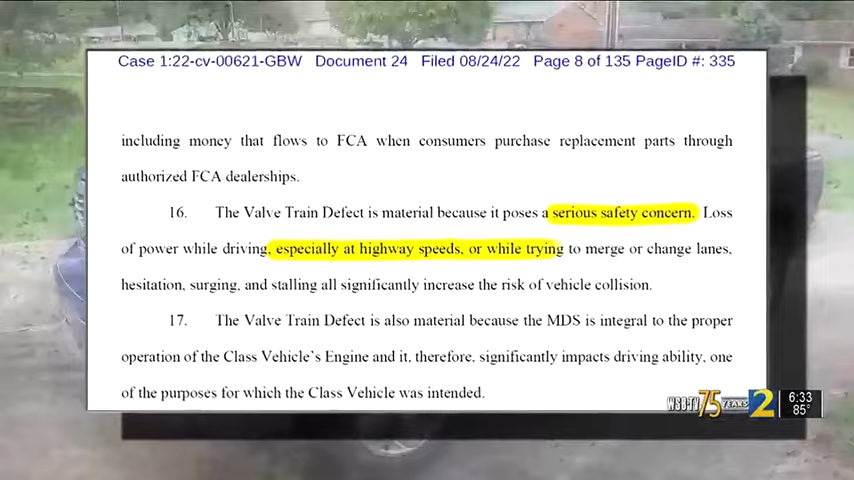 Case 1:22-cv-00621-GBW Document 24 Filed 08/24/22 Page 8 of 135 PageID #: 335
including money that flows to FCA when consumers purchase replacement parts through
authorized FCA dealerships.
16. The Valve Train Defect is material because it poses a serious safety concern. Loss
of power while driving, especially at highway speeds, or while trying to merge or change lanes,
hesitation, surging, and stalling all significantly increase the risk of vehicle collision.
17. The Valve Train Defect is also material because the MDS is integral to the proper
operation of the Class Vehicle's Engine and it, therefore, significantly impacts driving ability, one
of the purposes for which the Class Vehicle was intended.
WSB-TV 75 YEARS 2 6:33
85°